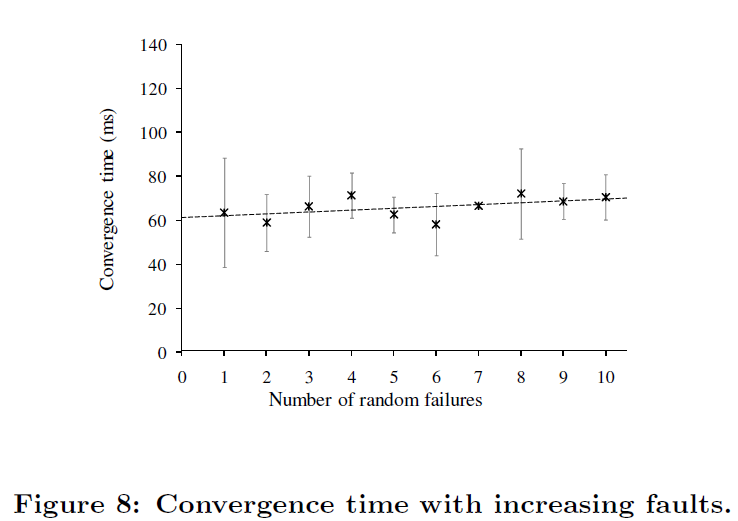 140
120
100
80
60
40
20
0
Convergence time (ms)
0 1 2 3 4 5 6 7 8 9 10
Number of random failures
Figure 8: Convergence time with increasing faults.